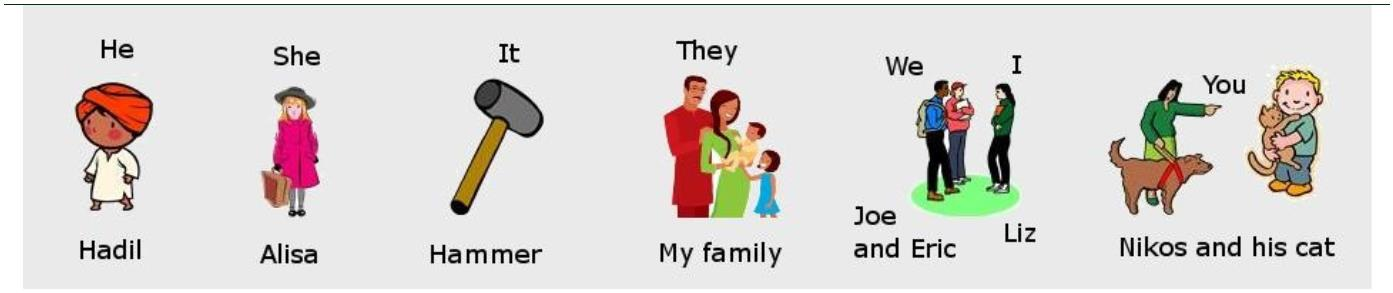 He
She
It
They
We
I
You
Hadil
Alisa
Hammer
My family
Joe
and Eric
Liz
Nikos and his cat